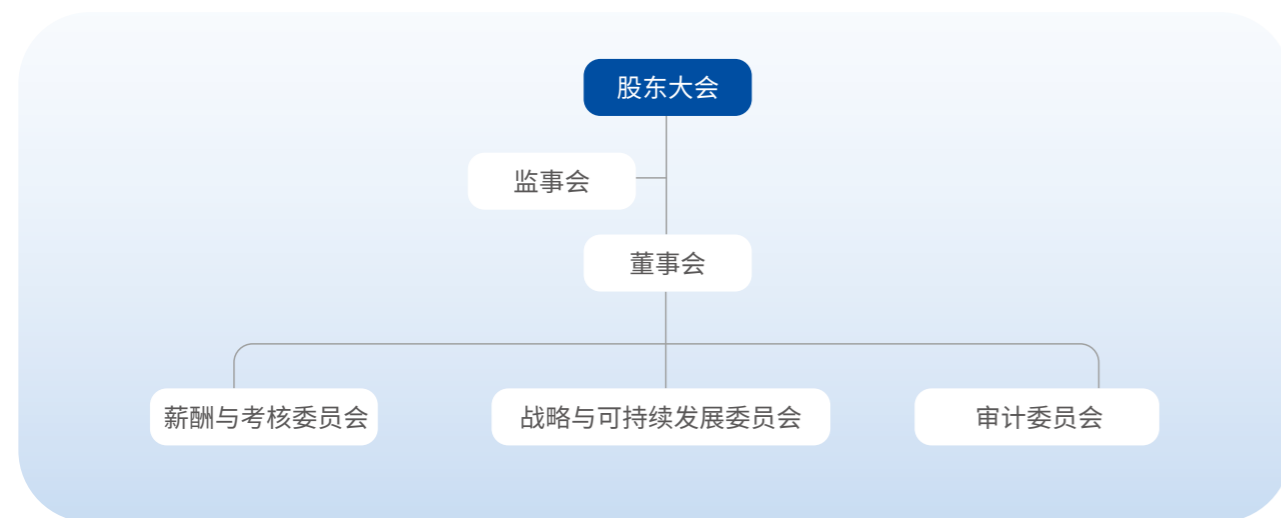 股东大会
监事会
董事会
薪酬与考核委员会
战略与可持续发展委员会
审计委员会